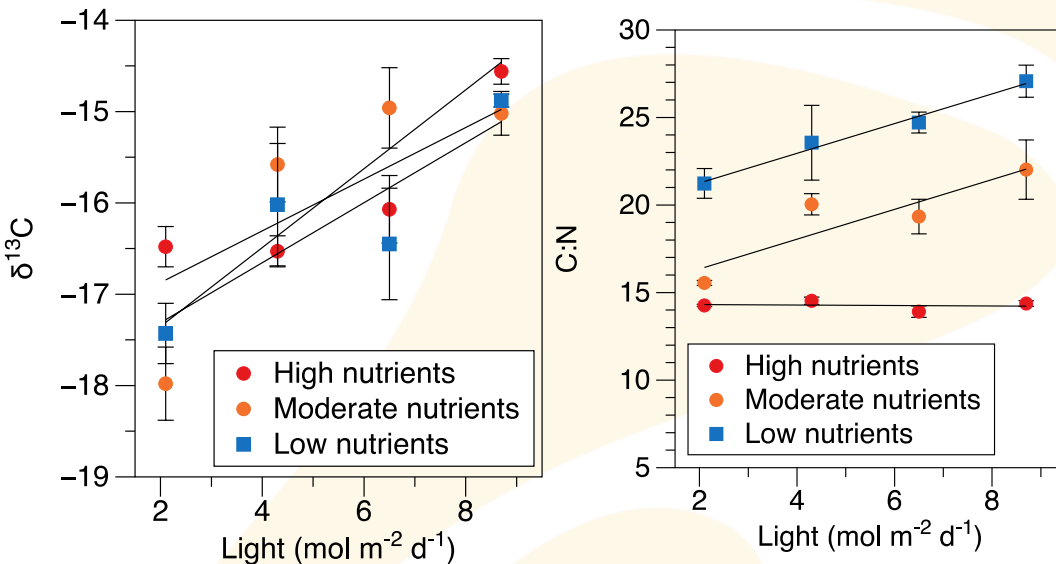 −14
−15
−16
−17
−18
−19
δ¹³C
2
4
6
8
Light (mol m⁻² d⁻¹)
High nutrients
Moderate nutrients
Low nutrients
30
25
20
15
10
5
C:N
2
4
6
8
Light (mol m⁻² d⁻¹)
High nutrients
Moderate nutrients
Low nutrients